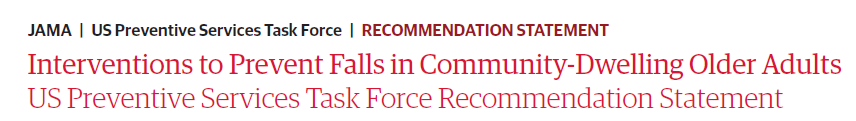 JAMA | US Preventive Services Task Force | RECOMMENDATION STATEMENT
Interventions to Prevent Falls in Community-Dwelling Older Adults
US Preventive Services Task Force Recommendation Statement